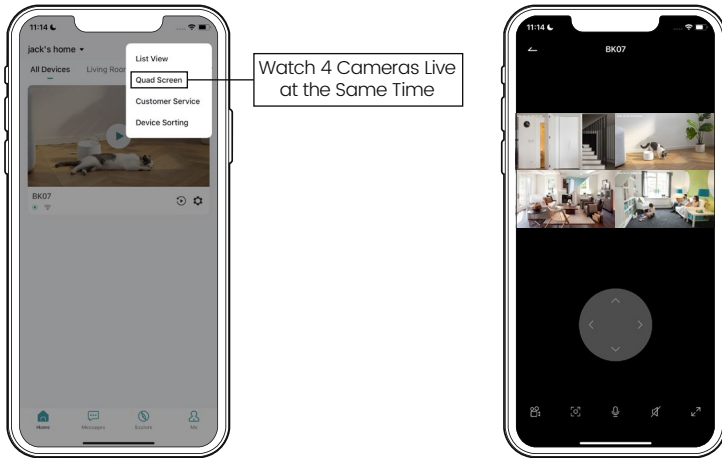 11:14
jack's home
All Devices
Living Roo
List View
Quad Screen
Customer Service
Device Sorting
BK07
Home
Messages
Explore
Me
Watch 4 Cameras Live
at the Same Time
11:14
BK07